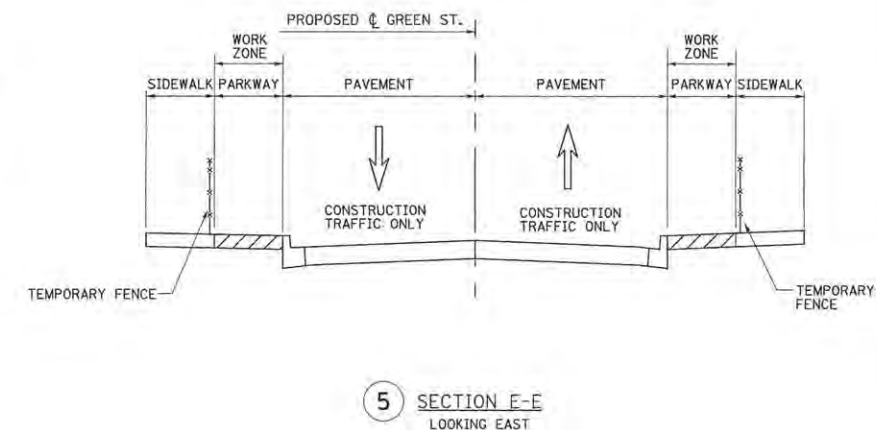 PROPOSED ℄ GREEN ST.
WORK
ZONE
WORK
ZONE
SIDEWALK
PARKWAY
PAVEMENT
PAVEMENT
PARKWAY
SIDEWALK
CONSTRUCTION
TRAFFIC ONLY
CONSTRUCTION
TRAFFIC ONLY
TEMPORARY FENCE
TEMPORARY
FENCE
5 SECTION E-E
LOOKING EAST